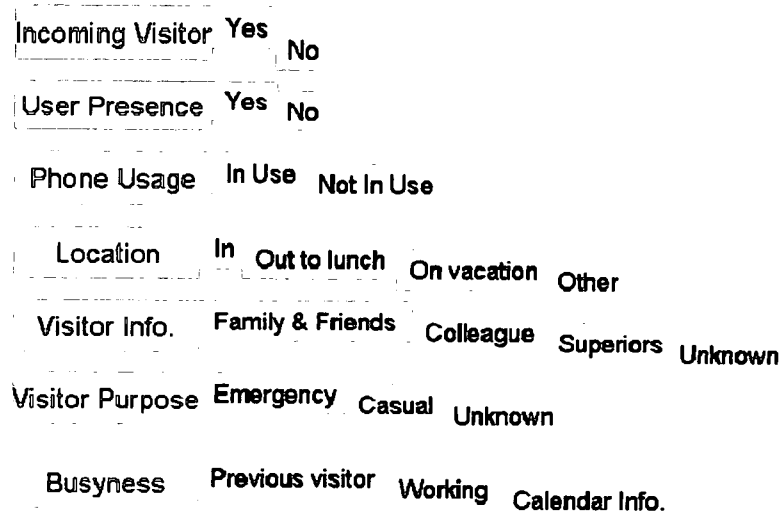 Incoming Visitor Yes No
User Presence Yes No
Phone Usage In Use Not In Use
Location In Out to lunch On vacation Other
Visitor Info. Family & Friends Colleague Superiors Unknown
Visitor Purpose Emergency Casual Unknown
Busyness Previous visitor Working Calendar Info.